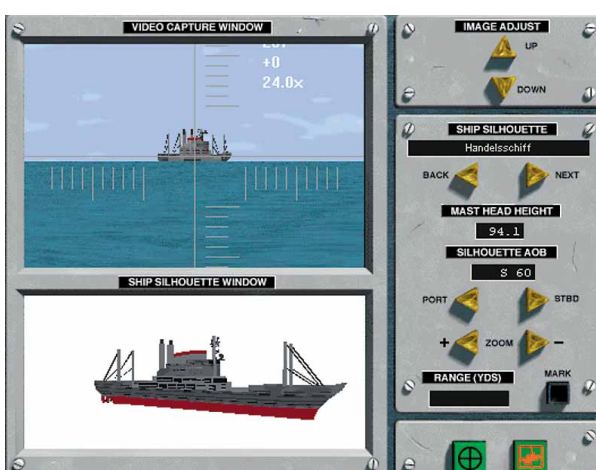 VIDEO CAPTURE WINDOW
+0
24.0×
SHIP SILHOUETTE WINDOW
IMAGE ADJUST
UP
DOWN
SHIP SILHOUETTE
Handelsschiff
BACK
NEXT
MAST HEAD HEIGHT
94.1
SILHOUETTE AOB
S 60
PORT
STBD
+ ZOOM -
RANGE (YDS)
MARK